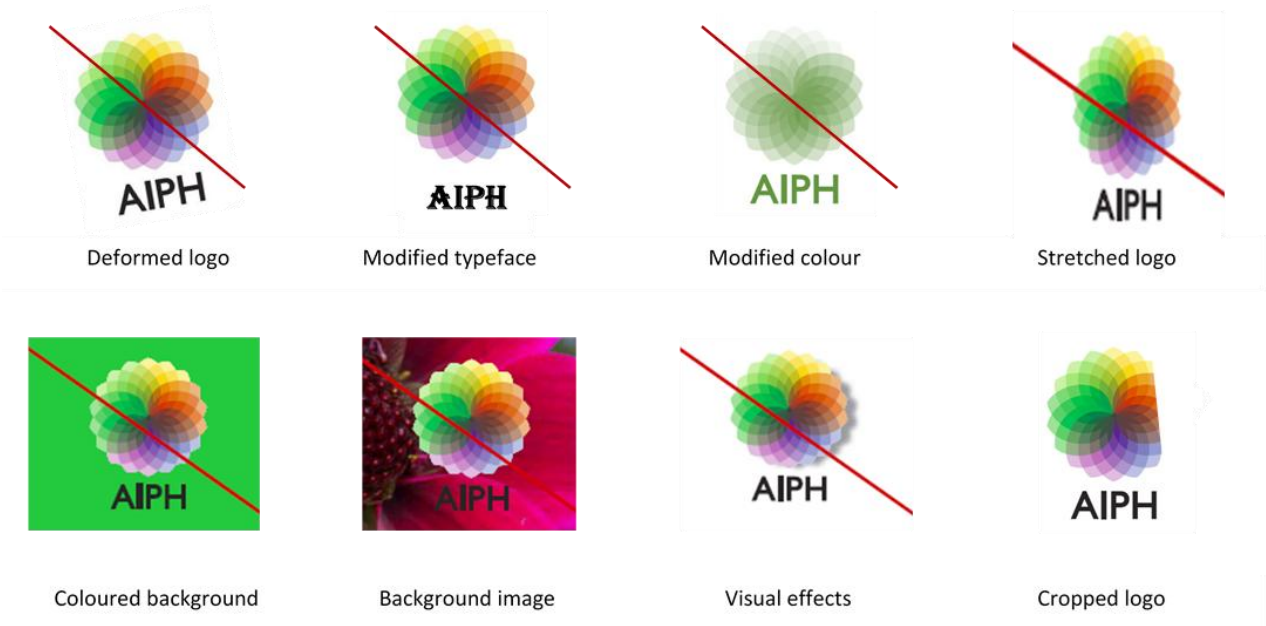 AIPH
AIPH
AIPH
AIPH
Deformed logo
Modified typeface
Modified colour
Stretched logo
AIPH
AIPH
AIPH
AIPH
Coloured background
Background image
Visual effects
Cropped logo